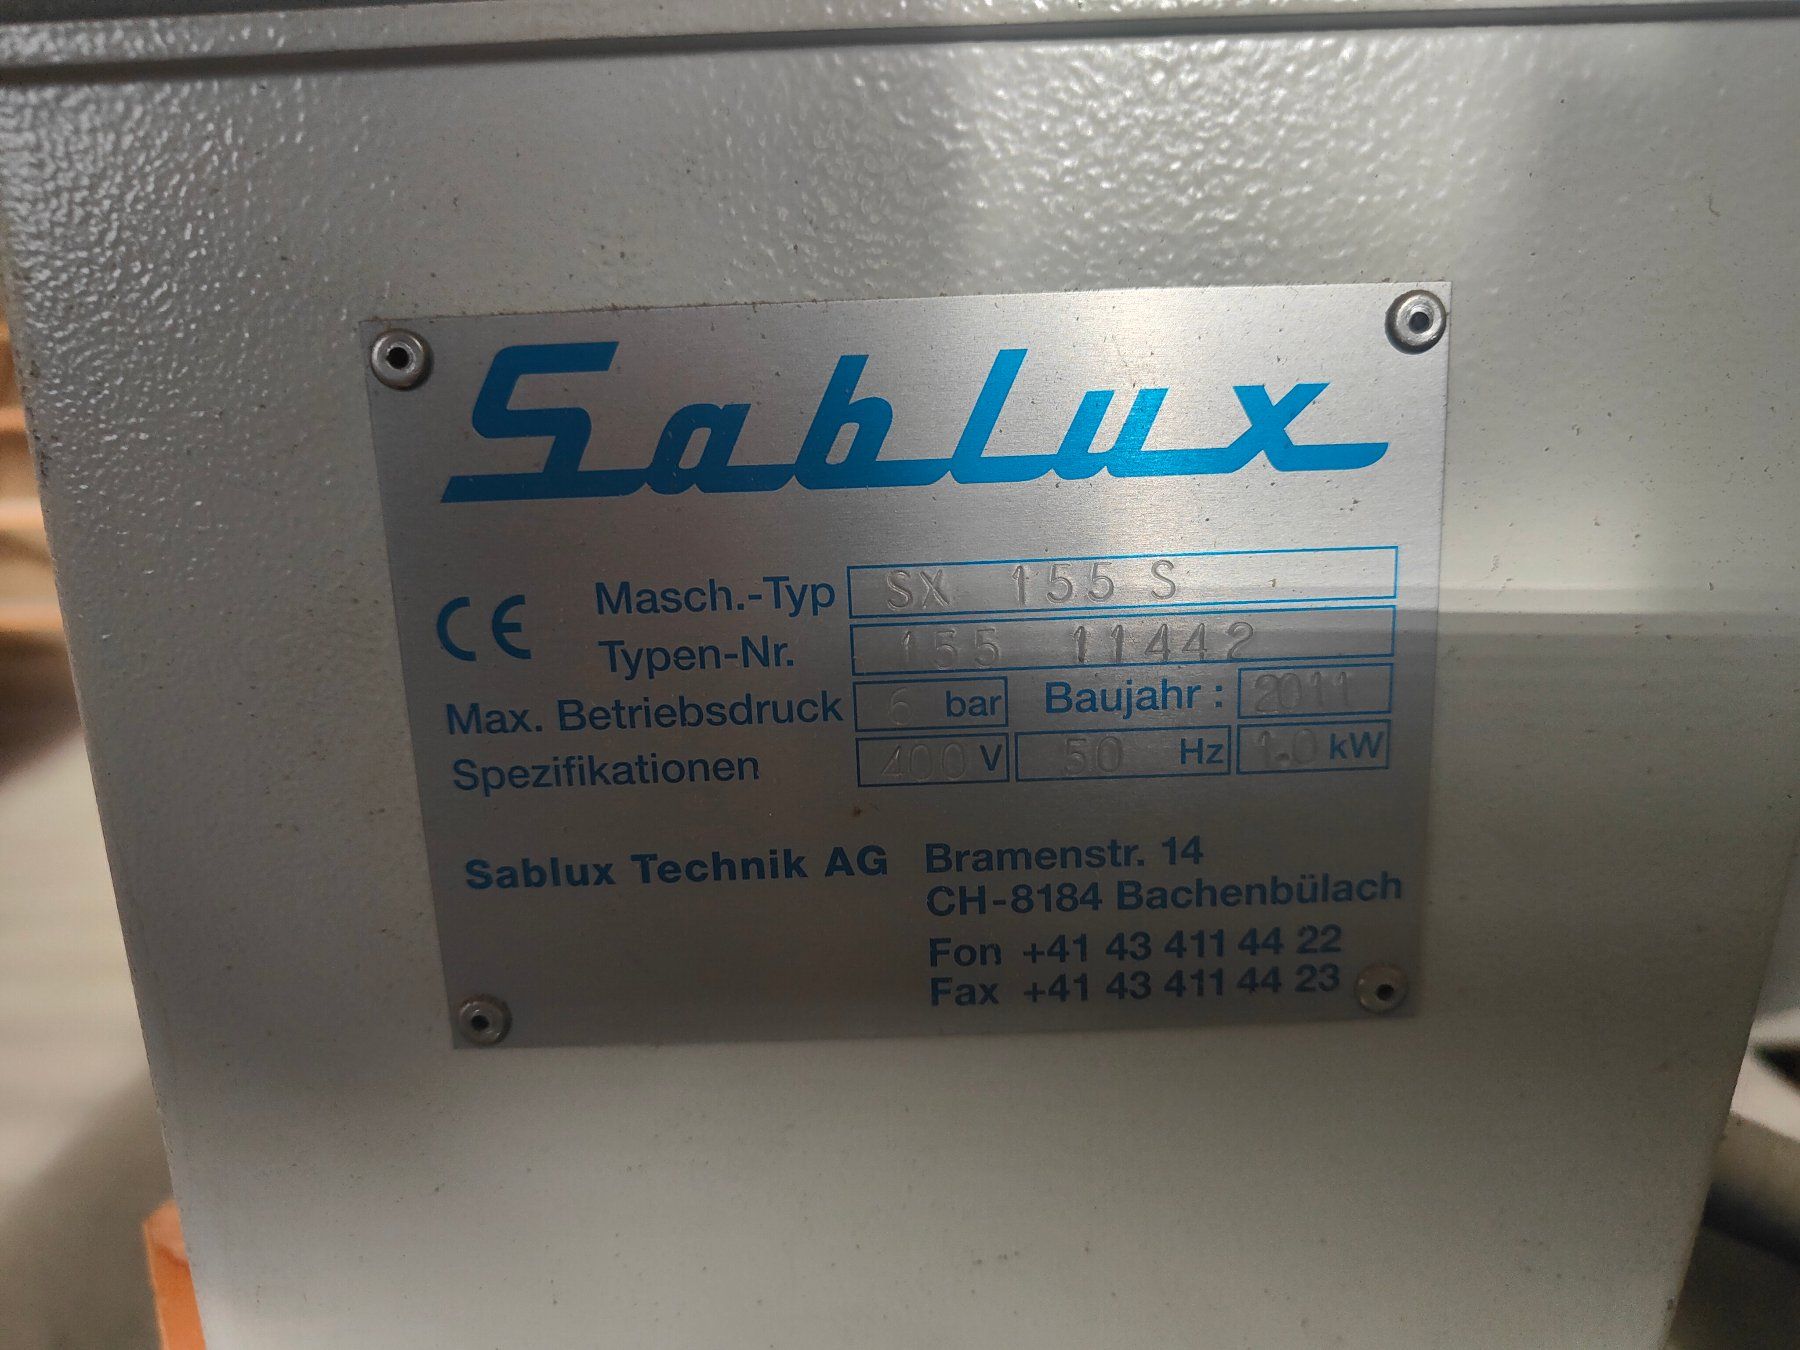 Sablux
CE Masch.-Typ SX 155 S
Typen-Nr. 155 11442
Max. Betriebsdruck 6 bar Baujahr: 2011
Spezifikationen 400 V 50 Hz 1.0 kW
Sablux Technik AG Bramenstr. 14
CH-8184 Bachenbülach
Fon +41 43 411 44 22
Fax +41 43 411 44 23